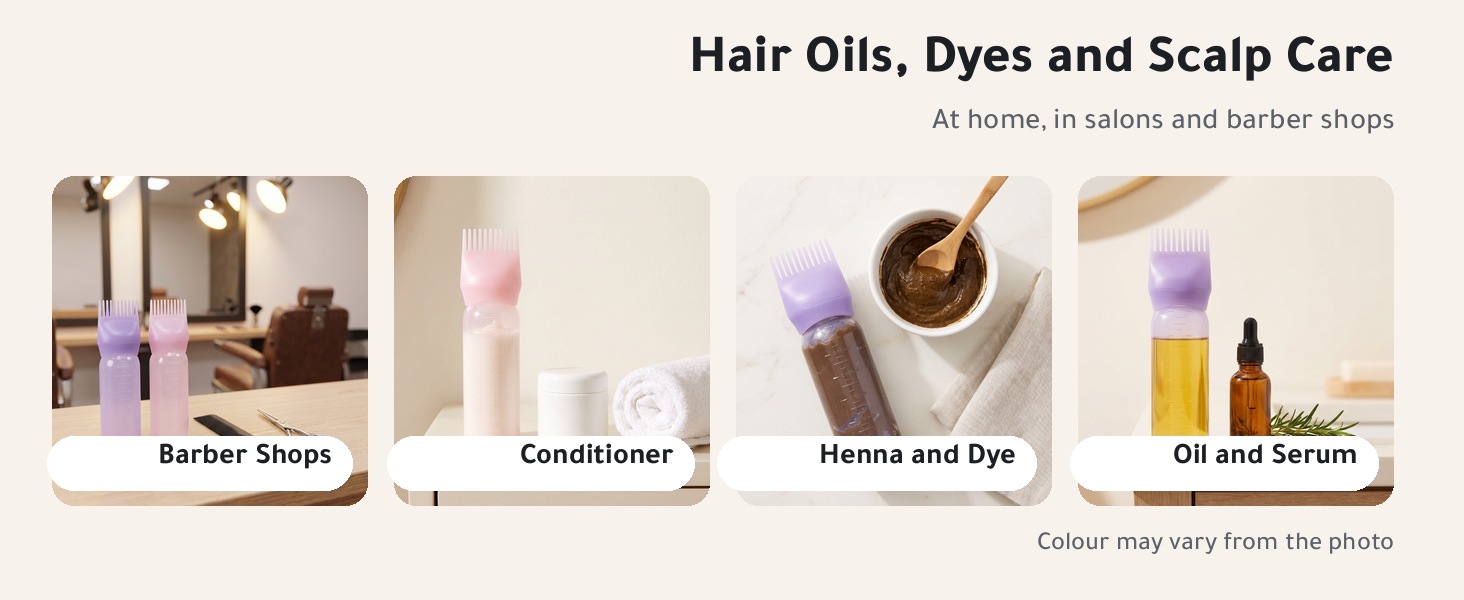 Hair Oils, Dyes and Scalp Care
At home, in salons and barber shops
Barber Shops
Conditioner
Henna and Dye
Oil and Serum
Colour may vary from the photo